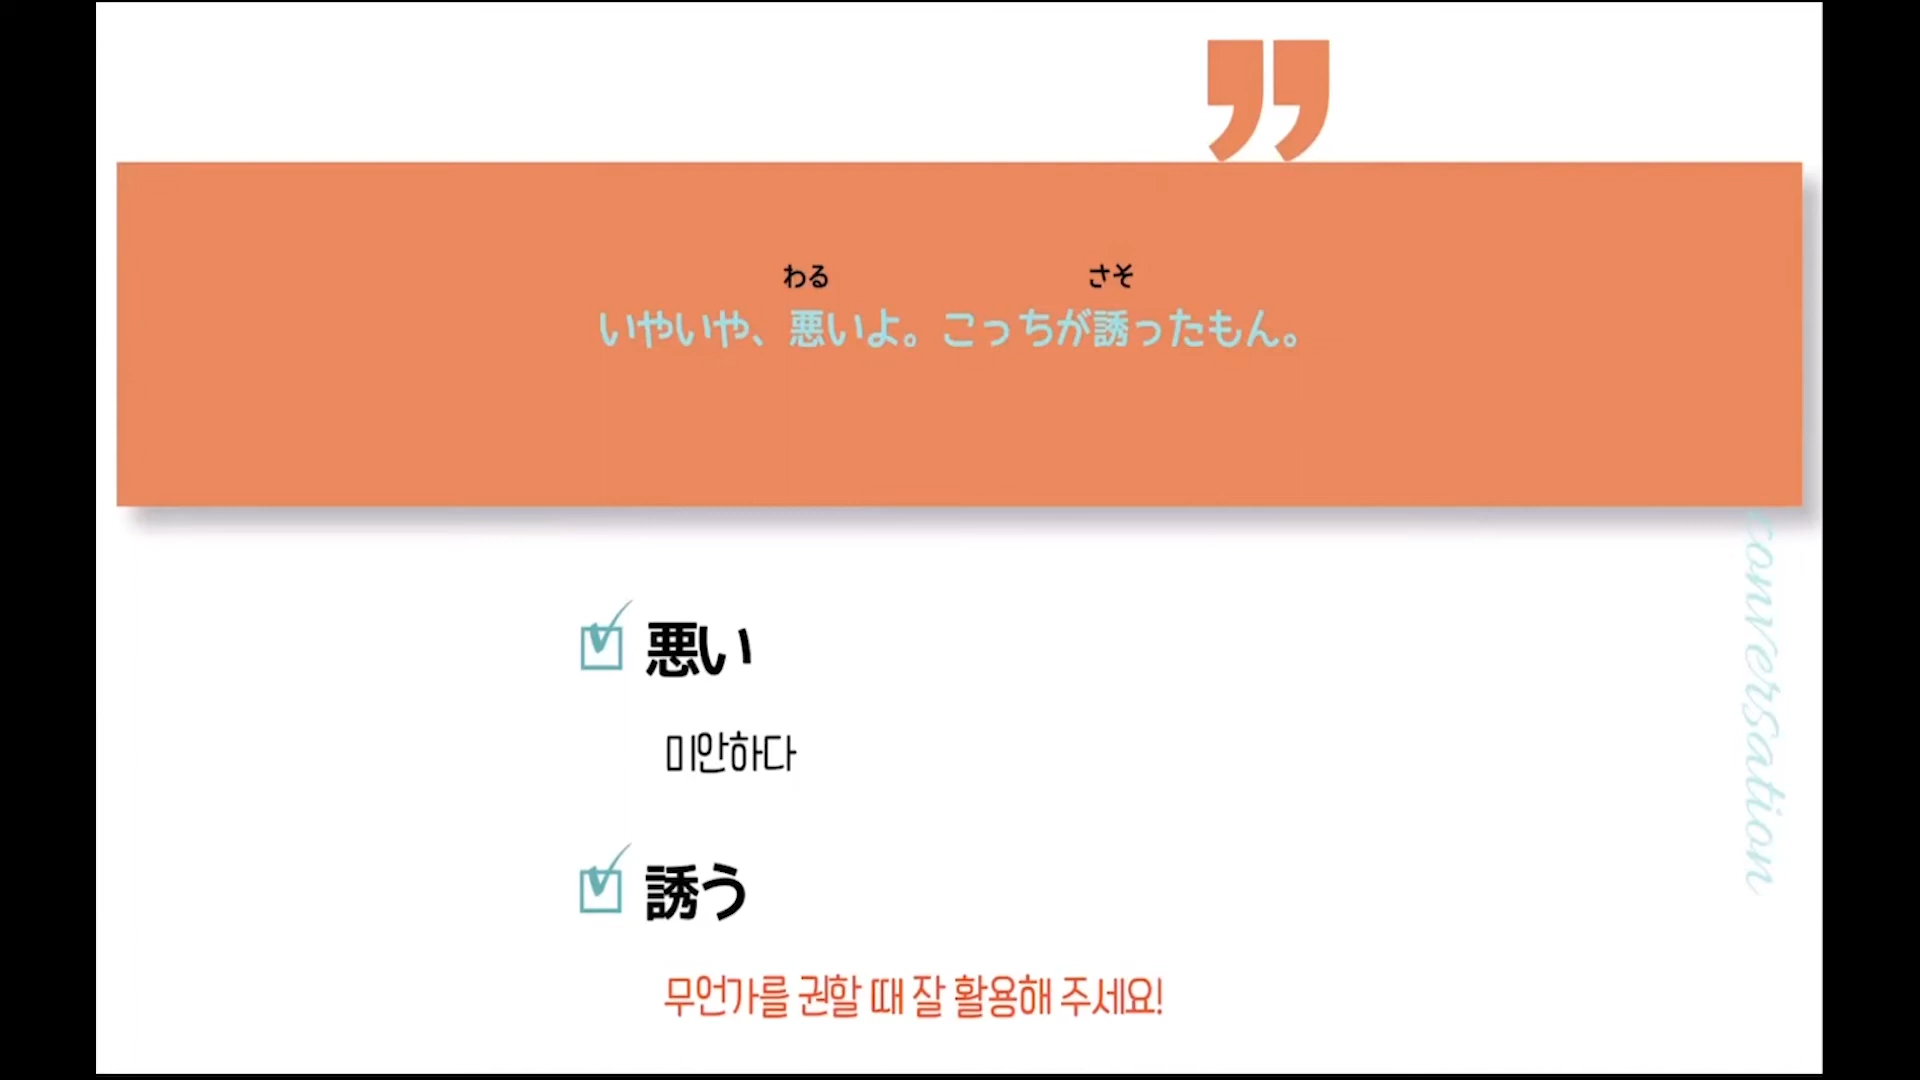 わる さそ
いやいや、悪いよ。こっちが誘ったもん。
悪い
미안하다
誘う
무언가를 권할 때 잘 활용해 주세요!
conversation